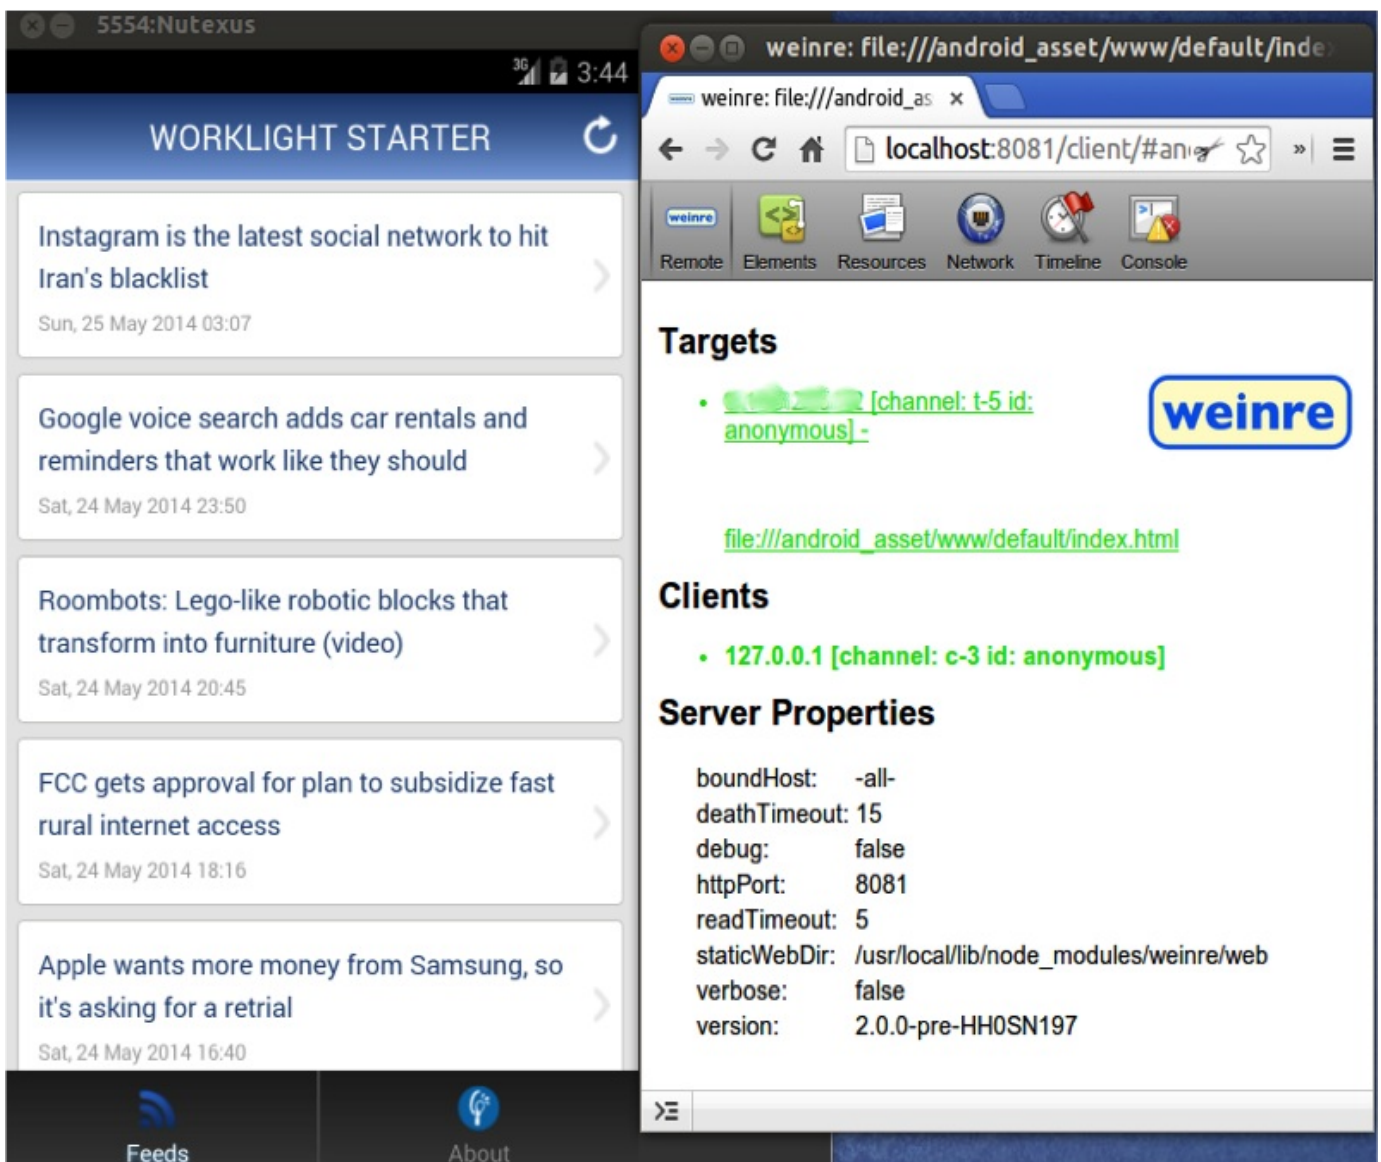 5554:Nutexus
3G 3:44
WORKLIGHT STARTER
Instagram is the latest social network to hit
Iran's blacklist
Sun, 25 May 2014 03:07
Google voice search adds car rentals and
reminders that work like they should
Sat, 24 May 2014 23:50
Roombots: Lego-like robotic blocks that
transform into furniture (video)
Sat, 24 May 2014 20:45
FCC gets approval for plan to subsidize fast
rural internet access
Sat, 24 May 2014 18:16
Apple wants more money from Samsung, so
it's asking for a retrial
Sat, 24 May 2014 16:40
Feeds
About
weinre: file:///android_asset/www/default/inde
weinre: file:///android_as
localhost:8081/client/#an
weinre
Remote Elements Resources Network Timeline Console
Targets
[channel: t-5 id:
anonymous] -
weinre
file:///android_asset/www/default/index.html
Clients
127.0.0.1 [channel: c-3 id: anonymous]
Server Properties
boundHost: -all-
deathTimeout: 15
debug: false
httpPort: 8081
readTimeout: 5
staticWebDir: /usr/local/lib/node_modules/weinre/web
verbose: false
version: 2.0.0-pre-HH0SN197